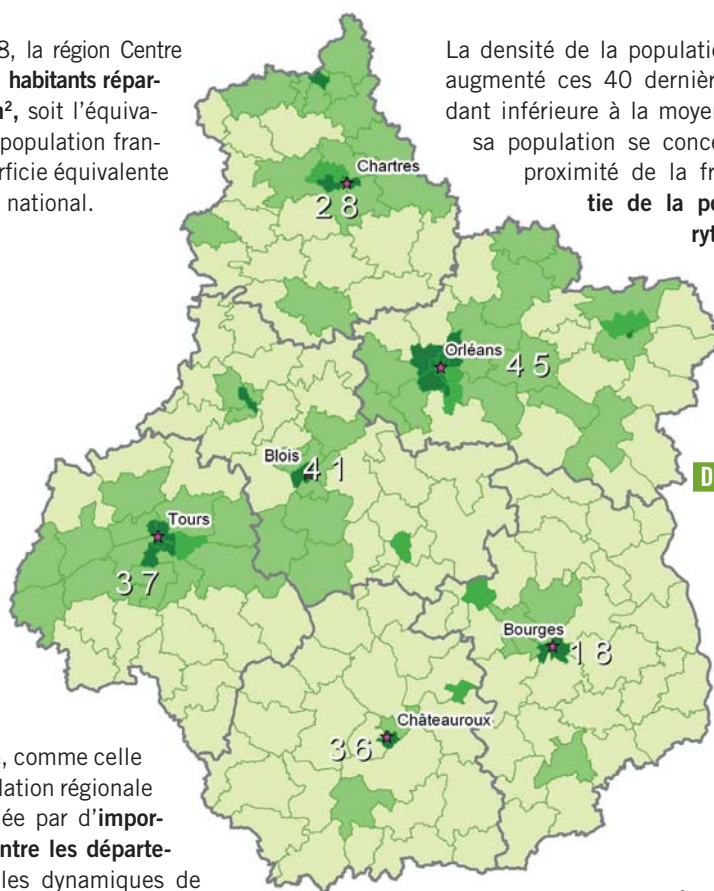 8, la région Centre
habitants répar-
m², soit l'équiva-
population fran-
rficie équivalente
national.
La densité de la populatio
augmenté ces 40 dernièr
dant inférieure à la moyer
sa population se conce
proximité de la fr
tie de la po
ryt
Chartres
28
Orléans
45
Blois
41
D
Tours
37
Bourges
18
Châteauroux
36
, comme celle
lation régionale
ée par d'impor-
ntre les départe-
les dynamiques de